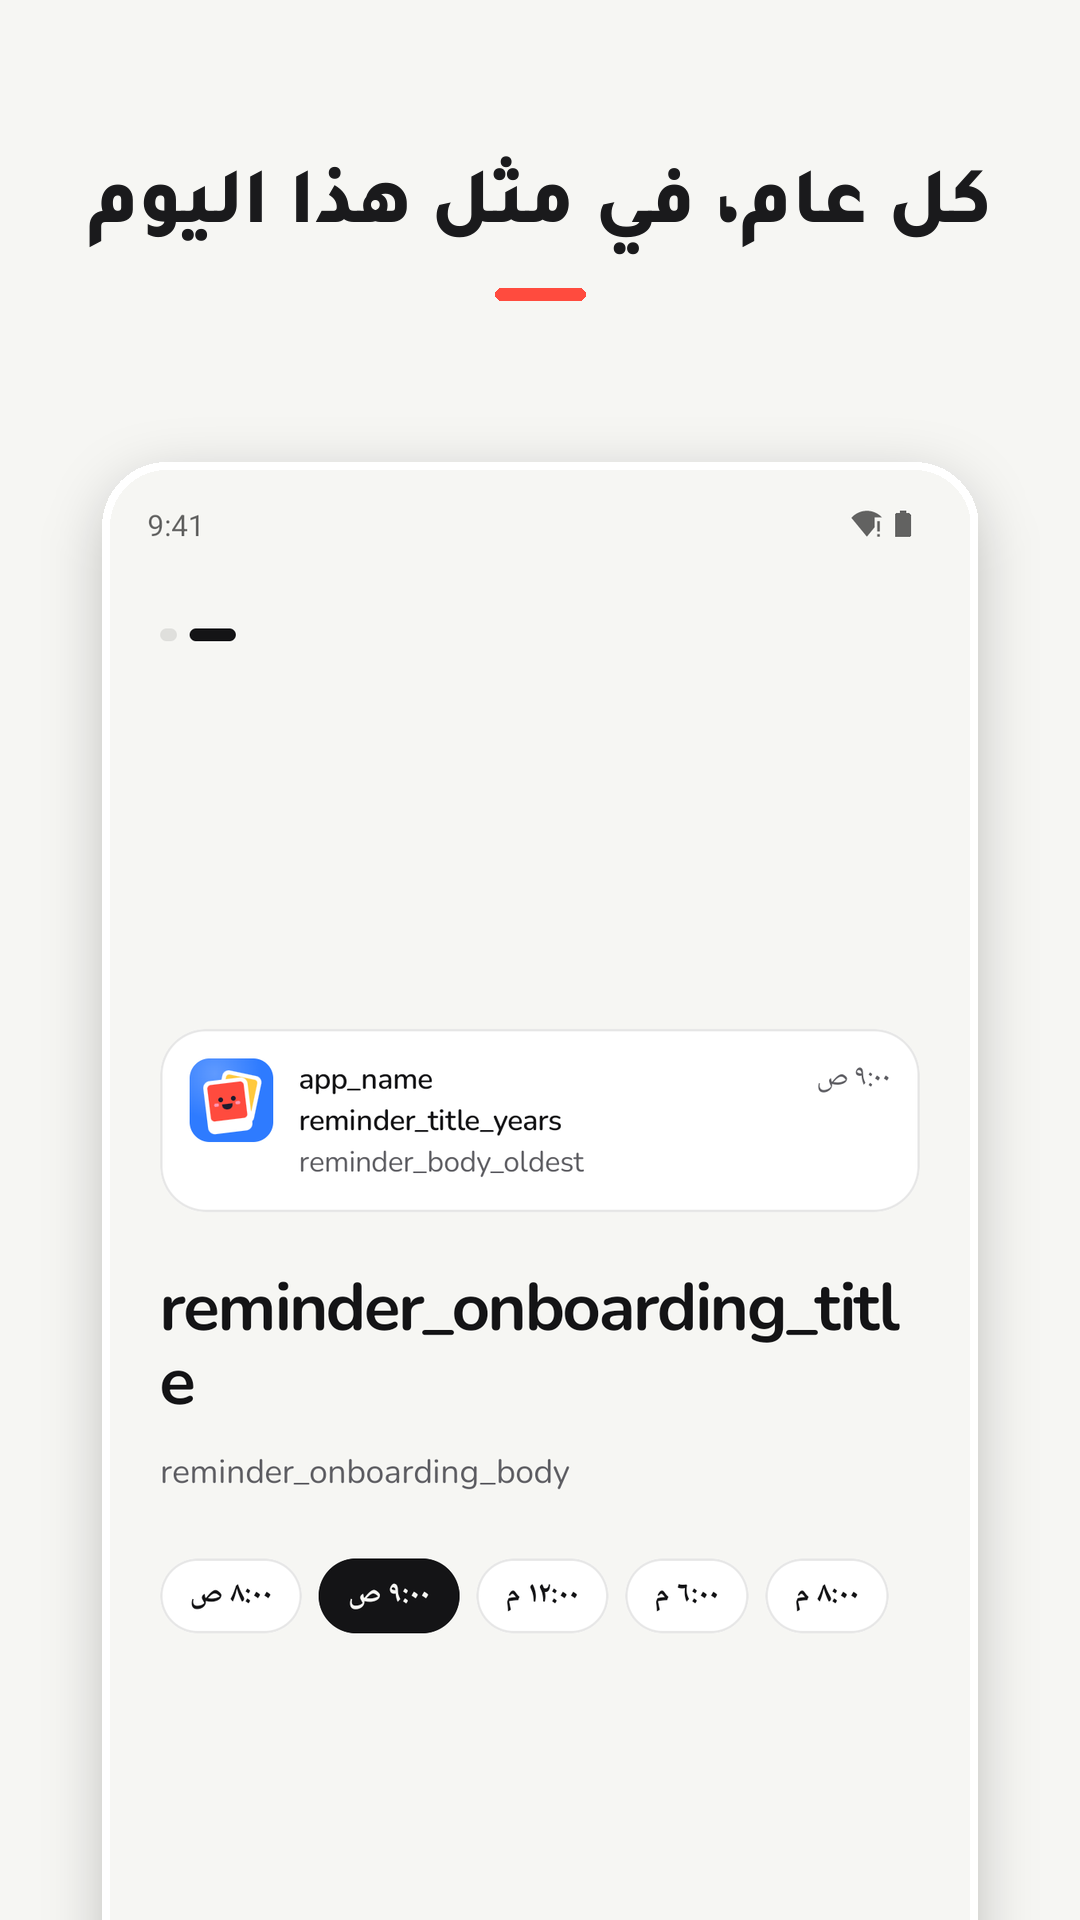 كل عام، في مثل هذا اليوم
9:41
app_name
٩:٠٠ ص
reminder_title_years
reminder_body_oldest
reminder_onboarding_titl
e
reminder_onboarding_body
٨:٠٠ ص
٩:٠٠ ص
١٢:٠٠ م
٦:٠٠ م
٨:٠٠ م